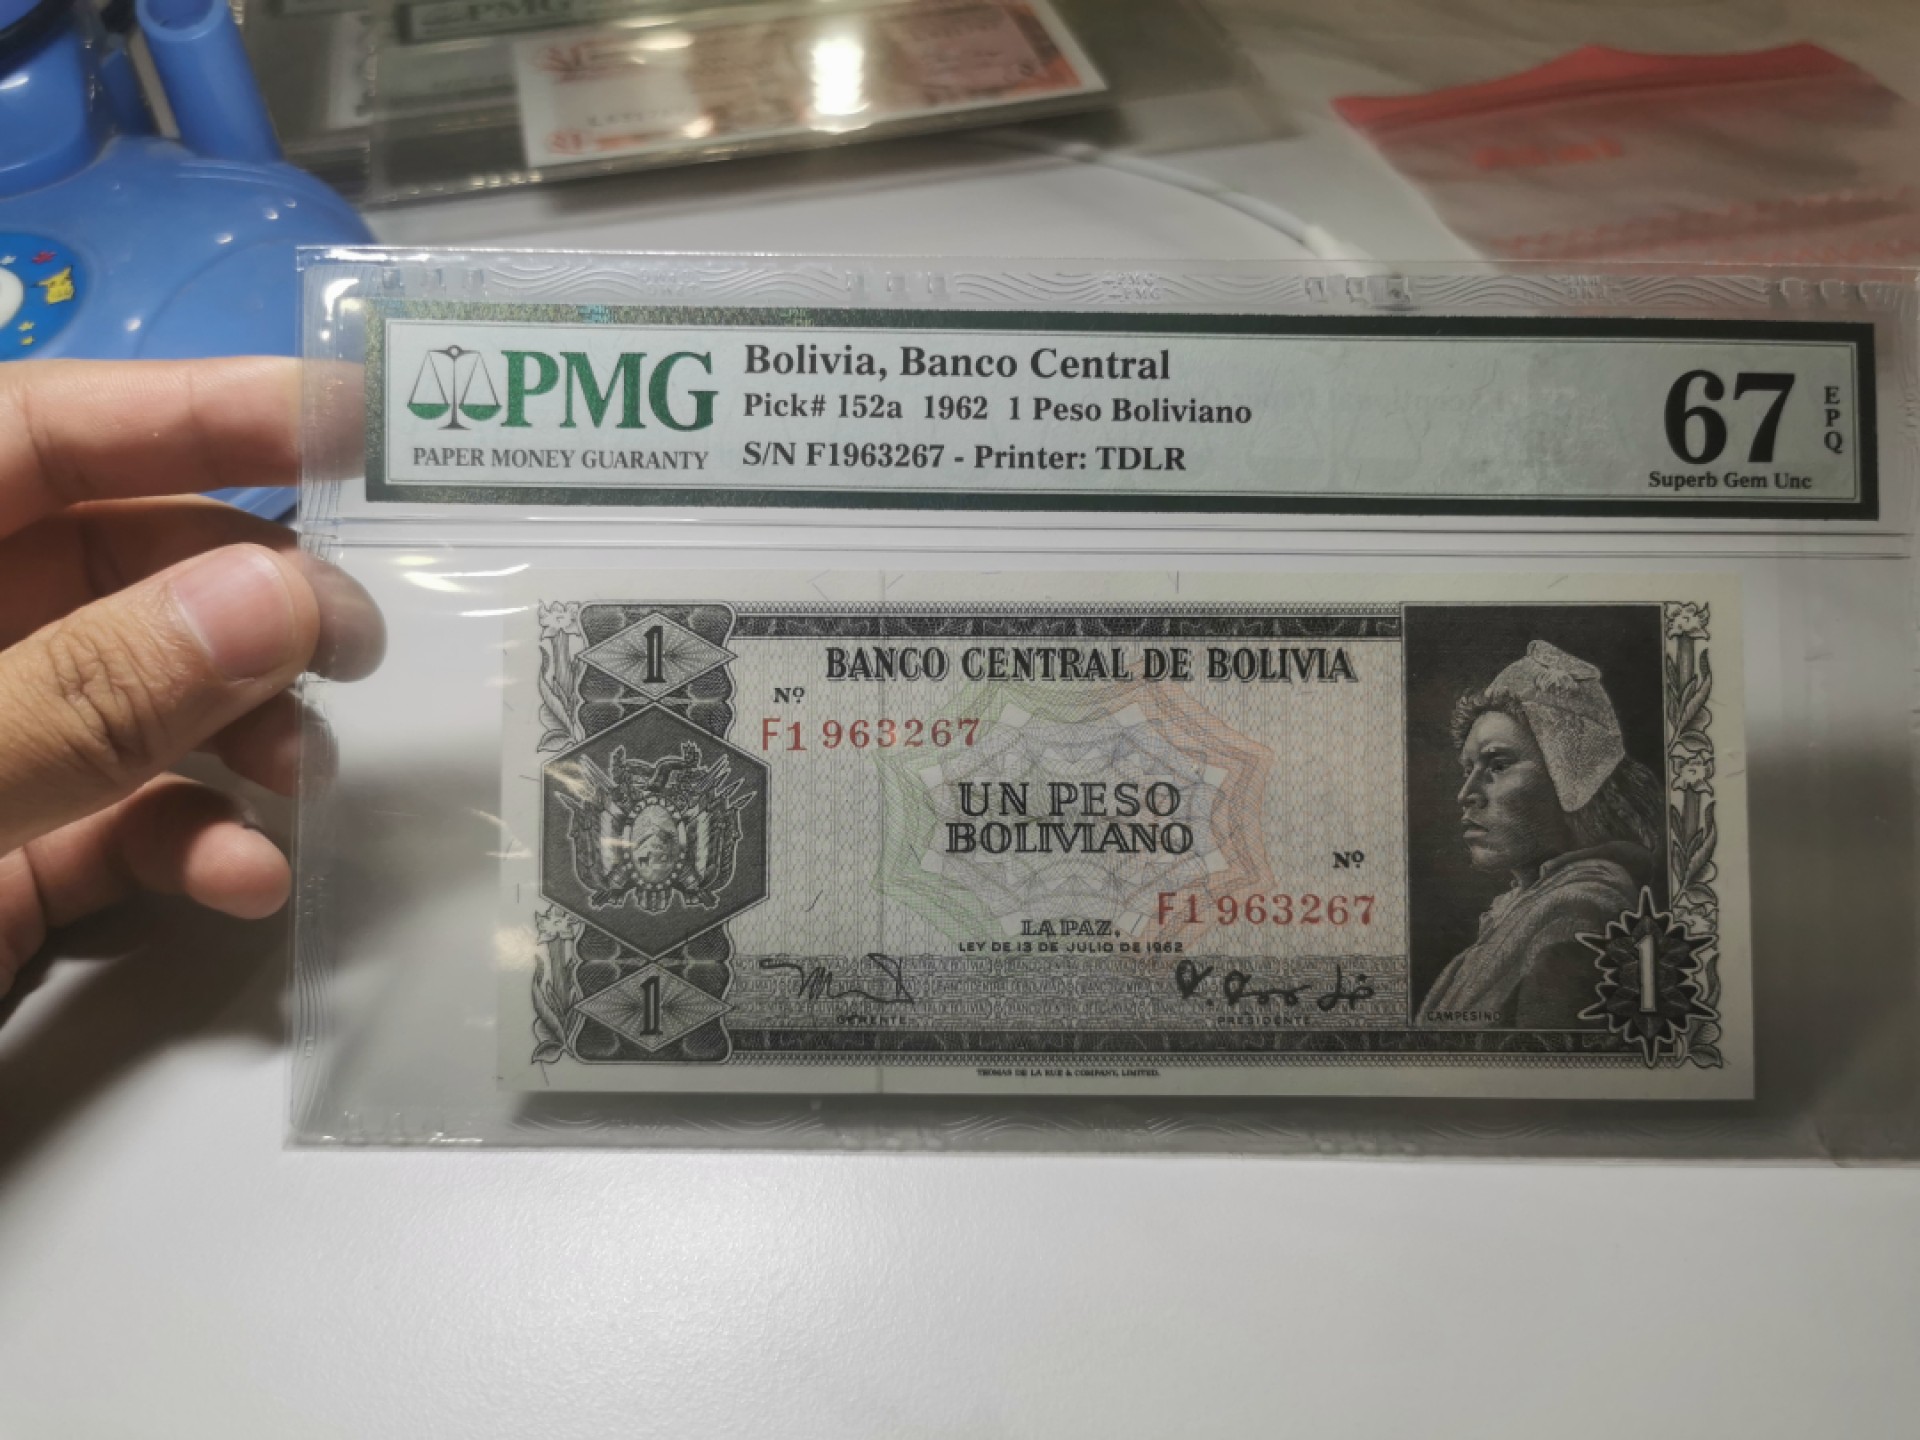 PMG
PMG
PAPER MONEY GUARANTY
Bolivia, Banco Central
Pick# 152a 1962 1 Peso Boliviano
S/N F1963267 - Printer: TDLR
67
EPQ
Superb Gem Unc
1
BANCO CENTRAL DE BOLIVIA
Nº
F1 963267
UN PESO
BOLIVIANO
Nº
F1 963267
LA PAZ,
LEY DE 13 DE JULIO DE 1962
GERENTE
PRESIDENTE
CAMPESINO
1
1
THOMAS DE LA RUE & COMPANY, LIMITED.